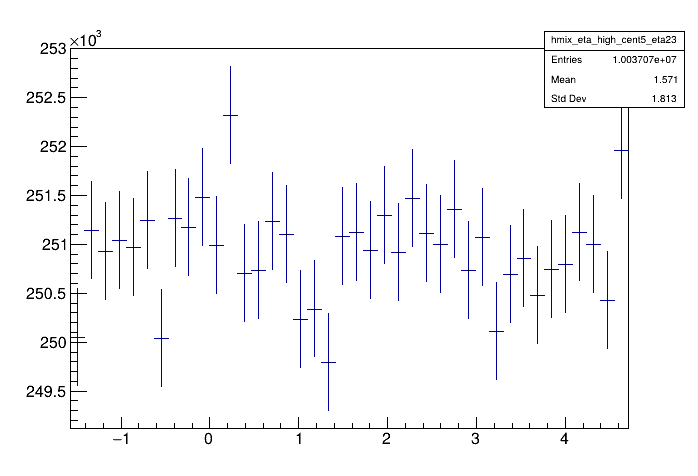 ×10³
hmix_eta_high_cent5_eta23
Entries 1.003707e+07
Mean 1.571
Std Dev 1.813
253
252.5
252
251.5
251
250.5
250
249.5
−1 0 1 2 3 4